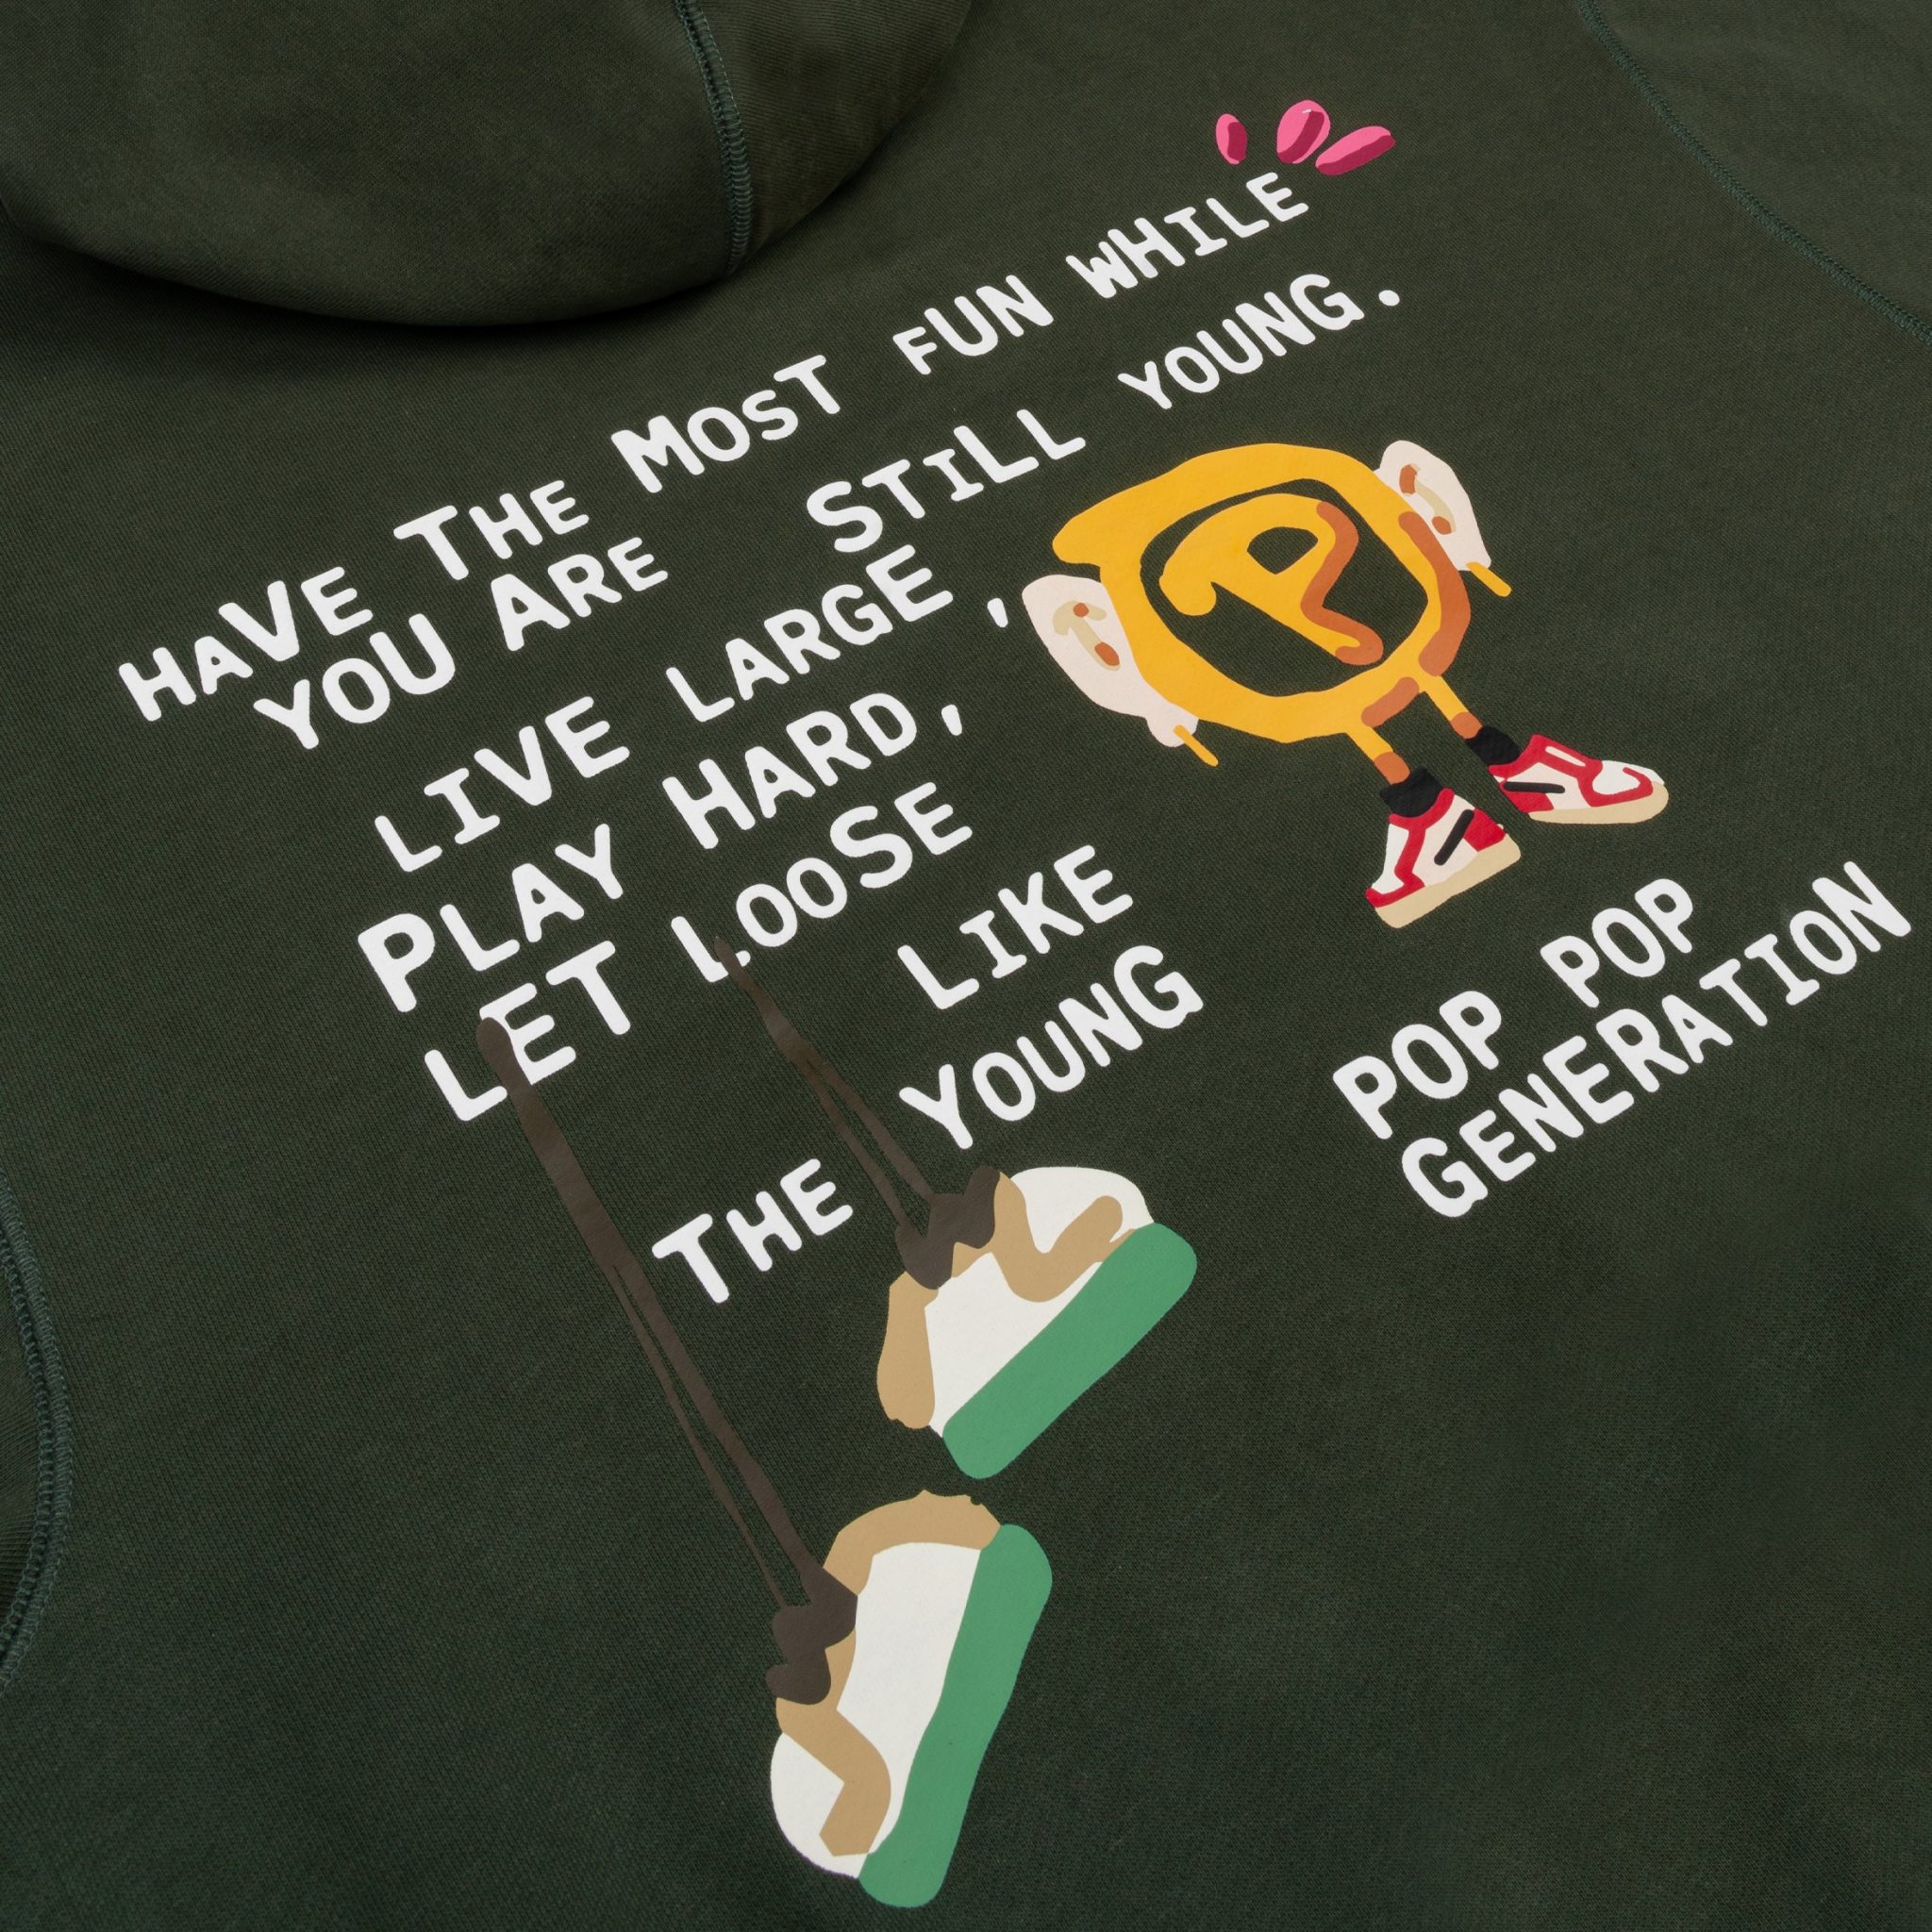 HaVE THE MosT FUN WHILE
YOU ARE STiLL YOUNG.
LIVE LARGE,,
PLAY HARD,
LET LOOSE
LIKE
THE YOUNG
P
POP POP
GENERATION